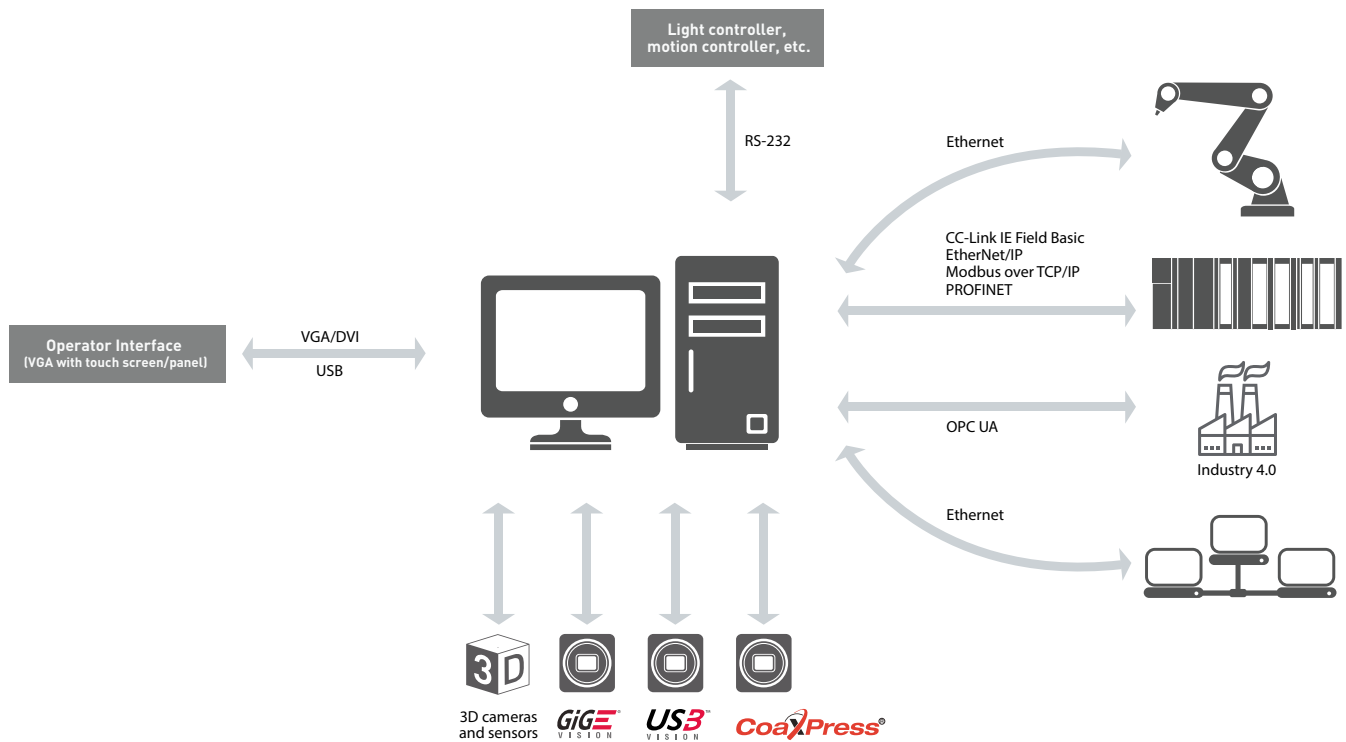 Light controller,
motion controller, etc.
RS-232
Ethernet
CC-Link IE Field Basic
EtherNet/IP
Modbus over TCP/IP
PROFINET
Operator Interface
(VGA with touch screen/panel)
VGA/DVI
USB
OPC UA
Industry 4.0
Ethernet
3D
3D cameras
and sensors
GiGE®
VISION
USB3™
VISION
CoaXPress®